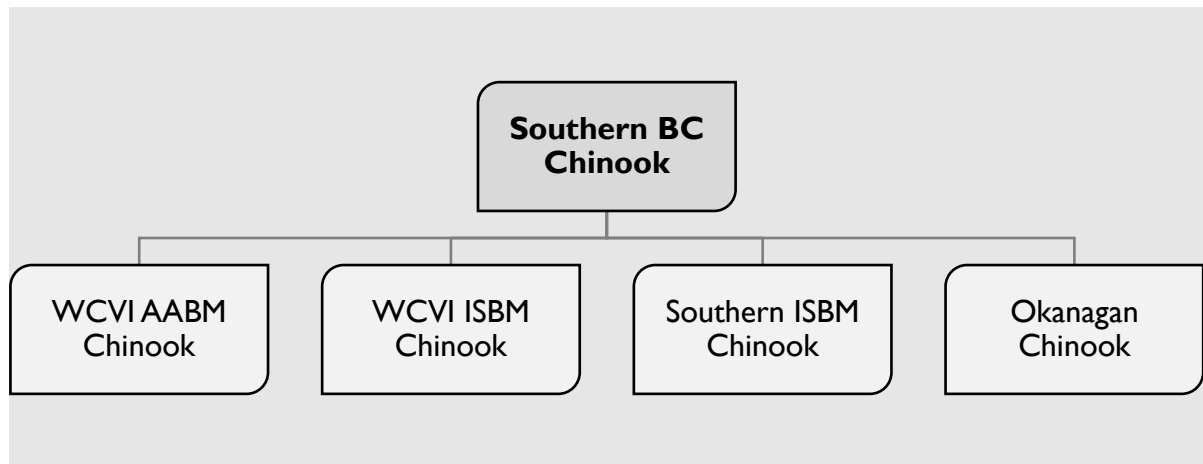 Southern BC
Chinook
WCVI AABM
Chinook
WCVI ISBM
Chinook
Southern ISBM
Chinook
Okanagan
Chinook